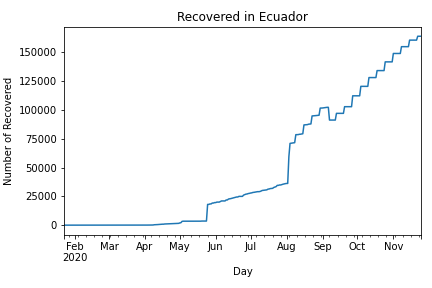 Recovered in Ecuador
150000
125000
100000
75000
50000
25000
0
Number of Recovered
Feb Mar Apr May Jun Jul Aug Sep Oct Nov
2020
Day